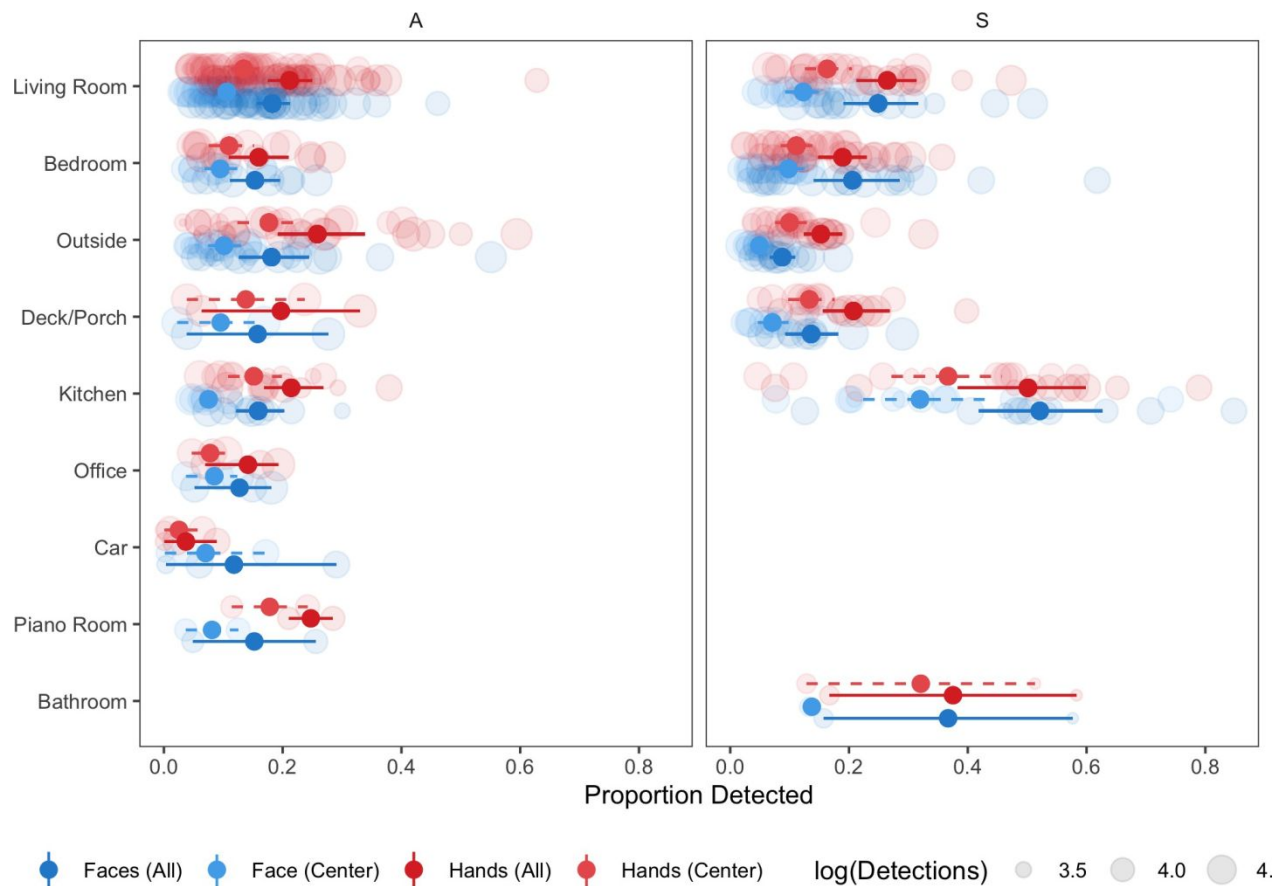 A
S
Living Room
Bedroom
Outside
Deck/Porch
Kitchen
Office
Car
Piano Room
Bathroom
0.0 0.2 0.4 0.6 0.8 0.0 0.2 0.4 0.6 0.8
Proportion Detected
Faces (All) Face (Center) Hands (All) Hands (Center) log(Detections) 3.5 4.0 4.